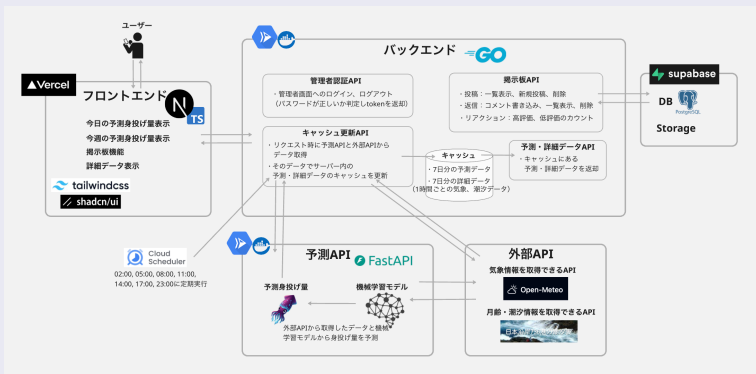 ユーザー
Vercel
フロントエンド
N
TS
今日の予測身投げ量表示
今週の予測身投げ量表示
掲示板機能
詳細データ表示
tailwindcss
shadcn/ui
バックエンド
GO
管理者認証API
・管理者画面へのログイン、ログアウト
（パスワードが正しいか判定しtokenを返却）
掲示板API
・投稿：一覧表示、新規投稿、削除
・返信：コメント書き込み、一覧表示、削除
・リアクション：高評価、低評価のカウント
キャッシュ更新API
・リクエスト時に予測APIと外部APIから
データ取得
・そのデータでサーバー内の
予測・詳細データのキャッシュを更新
キャッシュ
・7日分の予測データ
・7日分の詳細データ
（1時間ごとの気象、潮汐データ）
予測・詳細データAPI
・キャッシュにある
予測・詳細データを返却
supabase
DB
PostgreSQL
Storage
Cloud
Scheduler
02:00, 05:00, 08:00, 11:00,
14:00, 17:00, 23:00に定期実行
予測API
FastAPI
予測身投げ量
機械学習モデル
外部APIから取得したデータと機械
学習モデルから身投げ量を予測
外部API
気象情報を取得できるAPI
Open-Meteo
月齢・潮汐情報を取得できるAPI